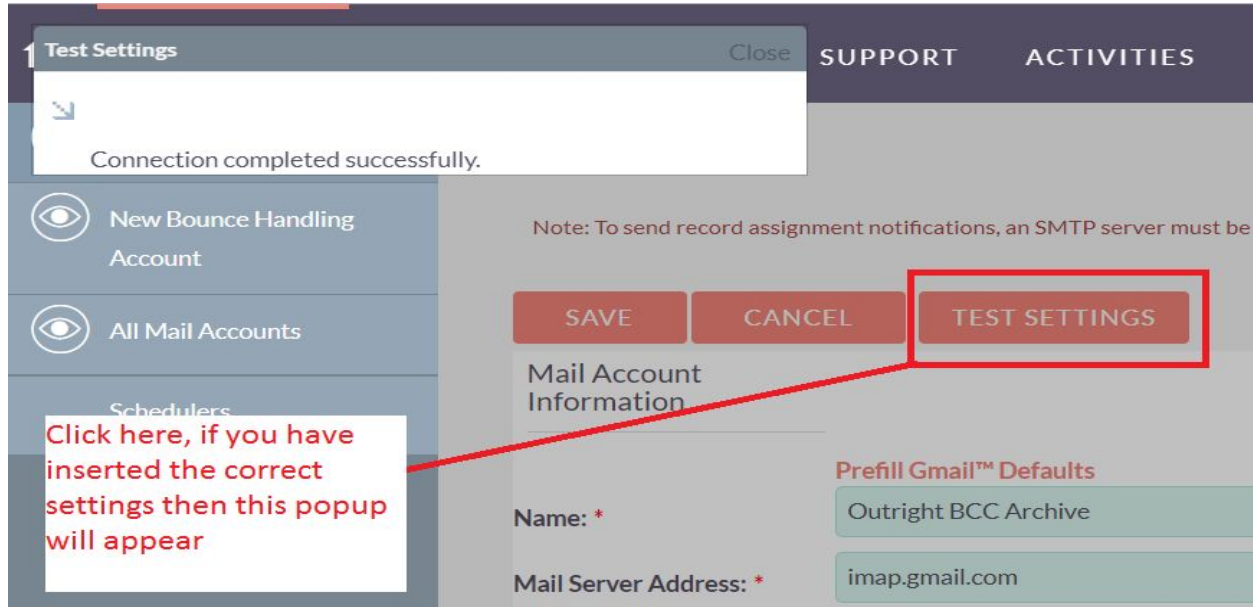 Test Settings Close
SUPPORT ACTIVITIES
Connection completed successfully.
New Bounce Handling
Account
All Mail Accounts
Schedulers
Click here, if you have
inserted the correct
settings then this popup
will appear
Note: To send record assignment notifications, an SMTP server must be
SAVE CANCEL TEST SETTINGS
Mail Account
Information
Prefill Gmail™ Defaults
Name: * Outright BCC Archive
Mail Server Address: * imap.gmail.com